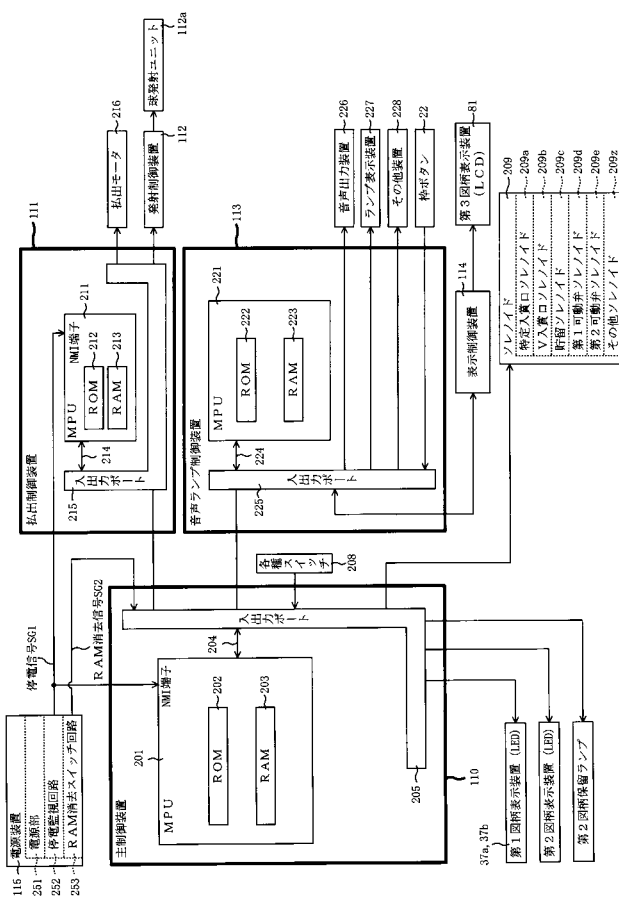 115
電源装置
251
電源部
252
停電監視回路
253
RAM消去スイッチ回路
停電信号SG1
RAM消去信号SG2
111
払出制御装置
MPU
NMI端子
211
ROM
212
RAM
213
214
215
入出力ポート
払出モータ
216
発射制御装置
112
球発射ユニット
112a
113
音声ランプ制御装置
MPU
221
ROM
222
RAM
223
224
225
入出力ポート
音声出力装置
226
ランプ表示装置
227
その他装置
228
枠ボタン
22
表示制御装置
114
第3図柄表示装置
(LCD)
81
各種スイッチ
208
主制御装置
110
MPU
201
NMI端子
ROM
202
RAM
203
204
205
入出力ポート
37a, 37b
第1図柄表示装置(LED)
第2図柄表示装置(LED)
第2図柄保留ランプ
ソレノイド
209
特定入賞口ソレノイド
209a
V入賞口ソレノイド
209b
貯留ソレノイド
209c
第1可動弁ソレノイド
209d
第2可動弁ソレノイド
209e
その他ソレノイド
209z